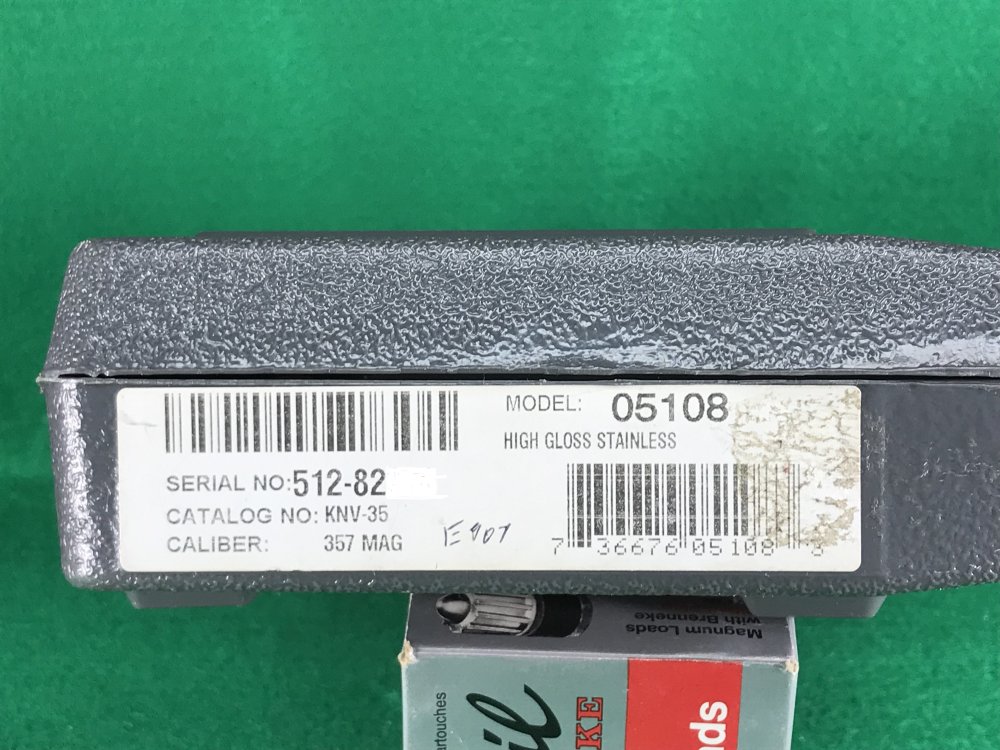 MODEL: 05108
HIGH GLOSS STAINLESS
SERIAL NO:512-82
CATALOG NO: KNV-35
CALIBER: 357 MAG
7 36676 05108 8
Magnum Loads
with Brenneke